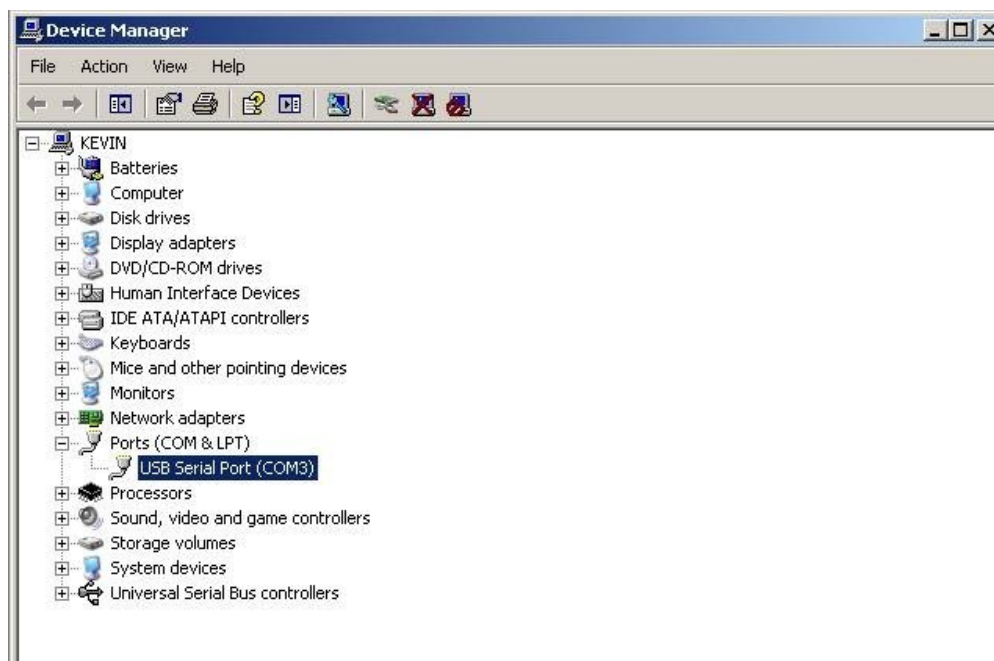 Device Manager
File Action View Help
KEVIN
Batteries
Computer
Disk drives
Display adapters
DVD/CD-ROM drives
Human Interface Devices
IDE ATA/ATAPI controllers
Keyboards
Mice and other pointing devices
Monitors
Network adapters
Ports (COM & LPT)
USB Serial Port (COM3)
Processors
Sound, video and game controllers
Storage volumes
System devices
Universal Serial Bus controllers